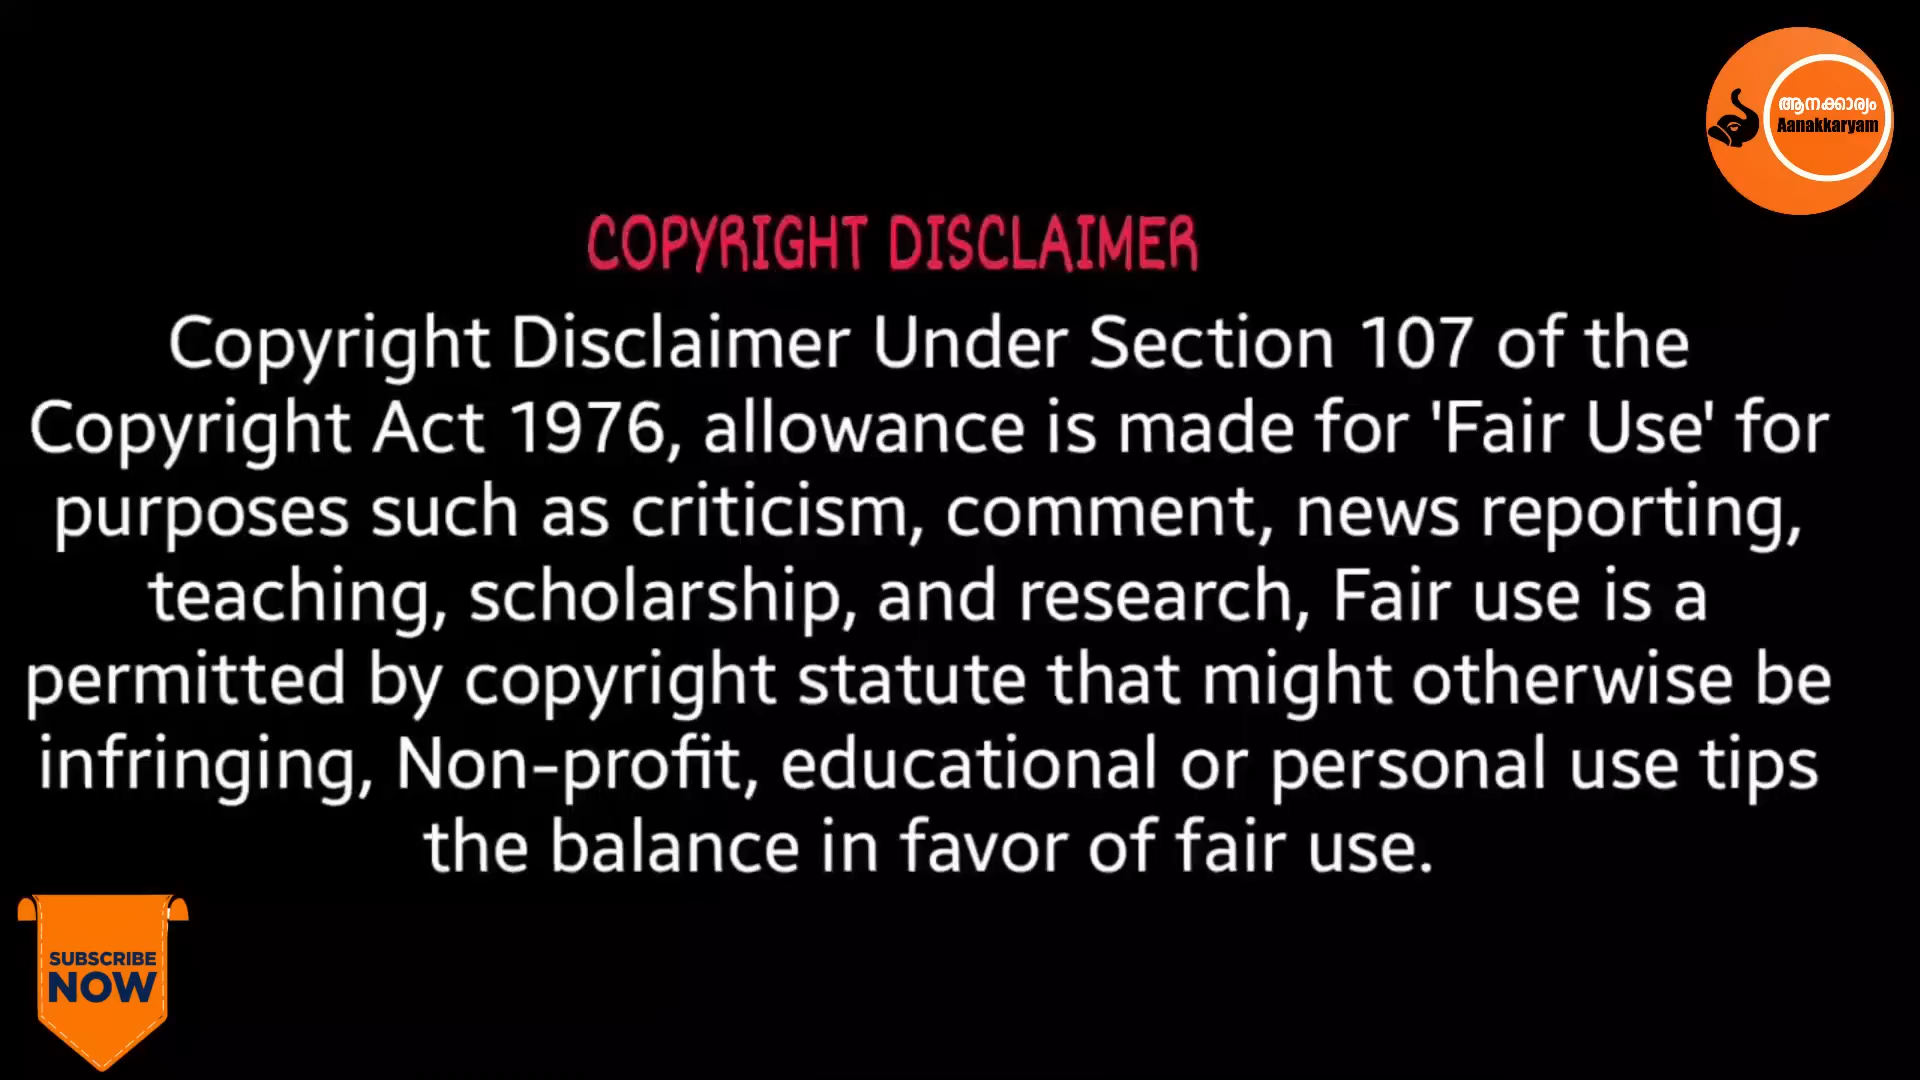 ആനക്കാര്യം
Aanakkaryam
COPYRIGHT DISCLAIMER
Copyright Disclaimer Under Section 107 of the
Copyright Act 1976, allowance is made for 'Fair Use' for
purposes such as criticism, comment, news reporting,
teaching, scholarship, and research, Fair use is a
permitted by copyright statute that might otherwise be
infringing, Non-profit, educational or personal use tips
the balance in favor of fair use.
SUBSCRIBE
NOW